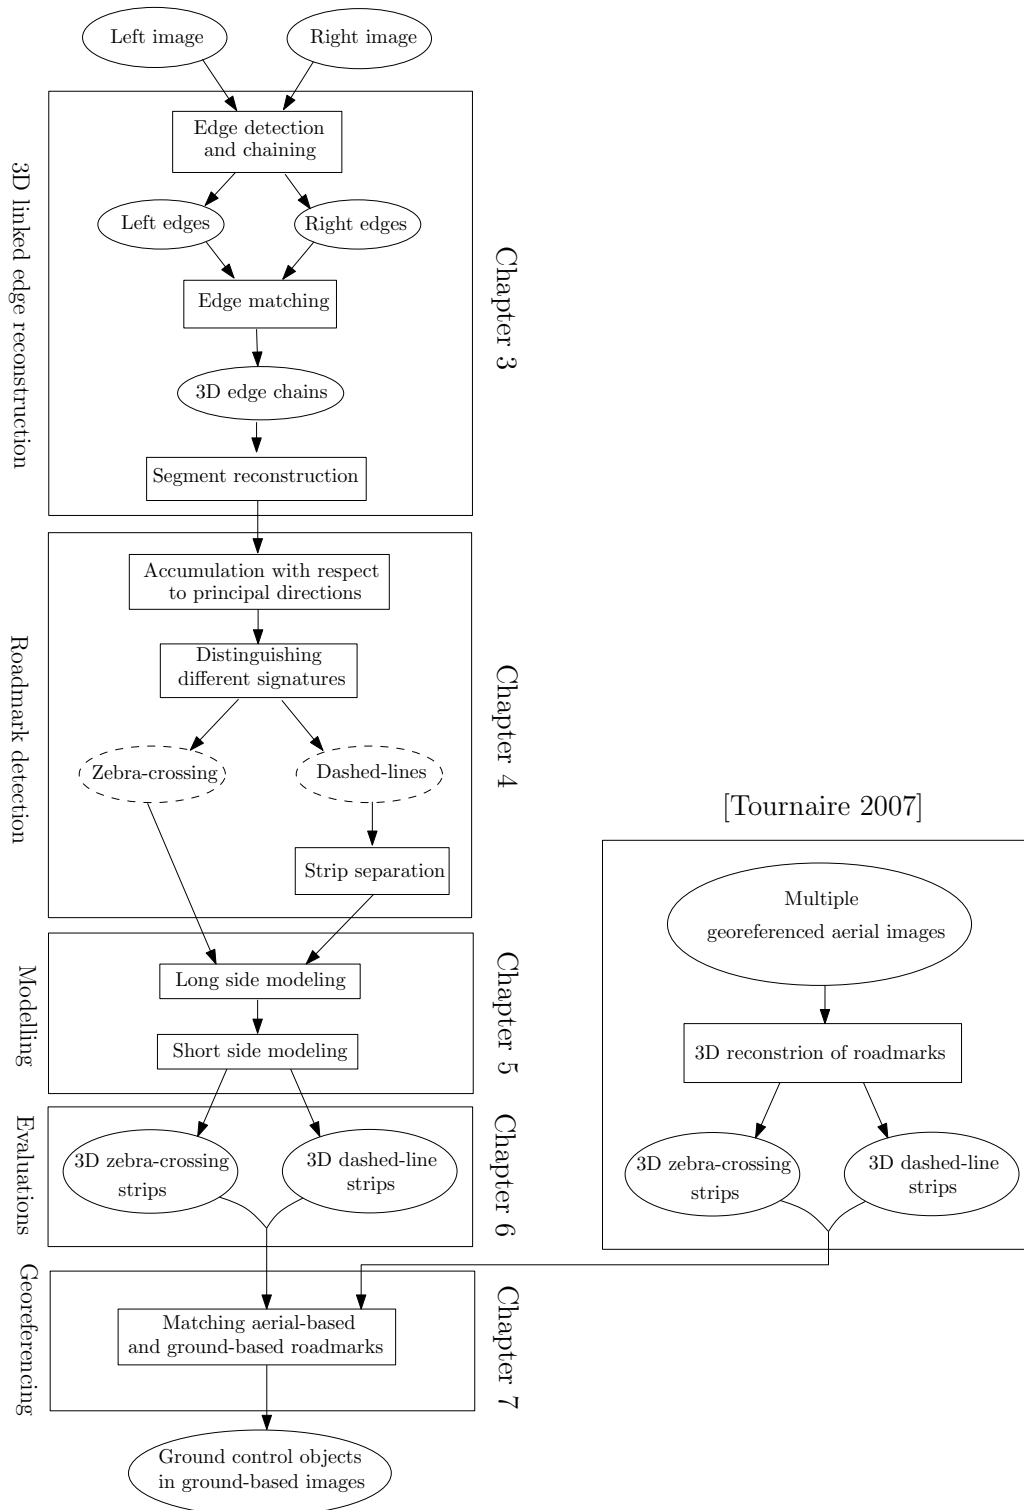 Left image
Right image
3D linked edge reconstruction
Chapter 3
Edge detection
and chaining
Left edges
Right edges
Edge matching
3D edge chains
Segment reconstruction
Roadmark detection
Chapter 4
Accumulation with respect
to principal directions
Distinguishing
different signatures
Zebra-crossing
Dashed-lines
Strip separation
Modelling
Chapter 5
Long side modeling
Short side modeling
Evaluations
Chapter 6
3D zebra-crossing
strips
3D dashed-line
strips
[Tournaire 2007]
Multiple
georeferenced aerial images
3D reconstrion of roadmarks
3D zebra-crossing
strips
3D dashed-line
strips
Georeferencing
Chapter 7
Matching aerial-based
and ground-based roadmarks
Ground control objects
in ground-based images